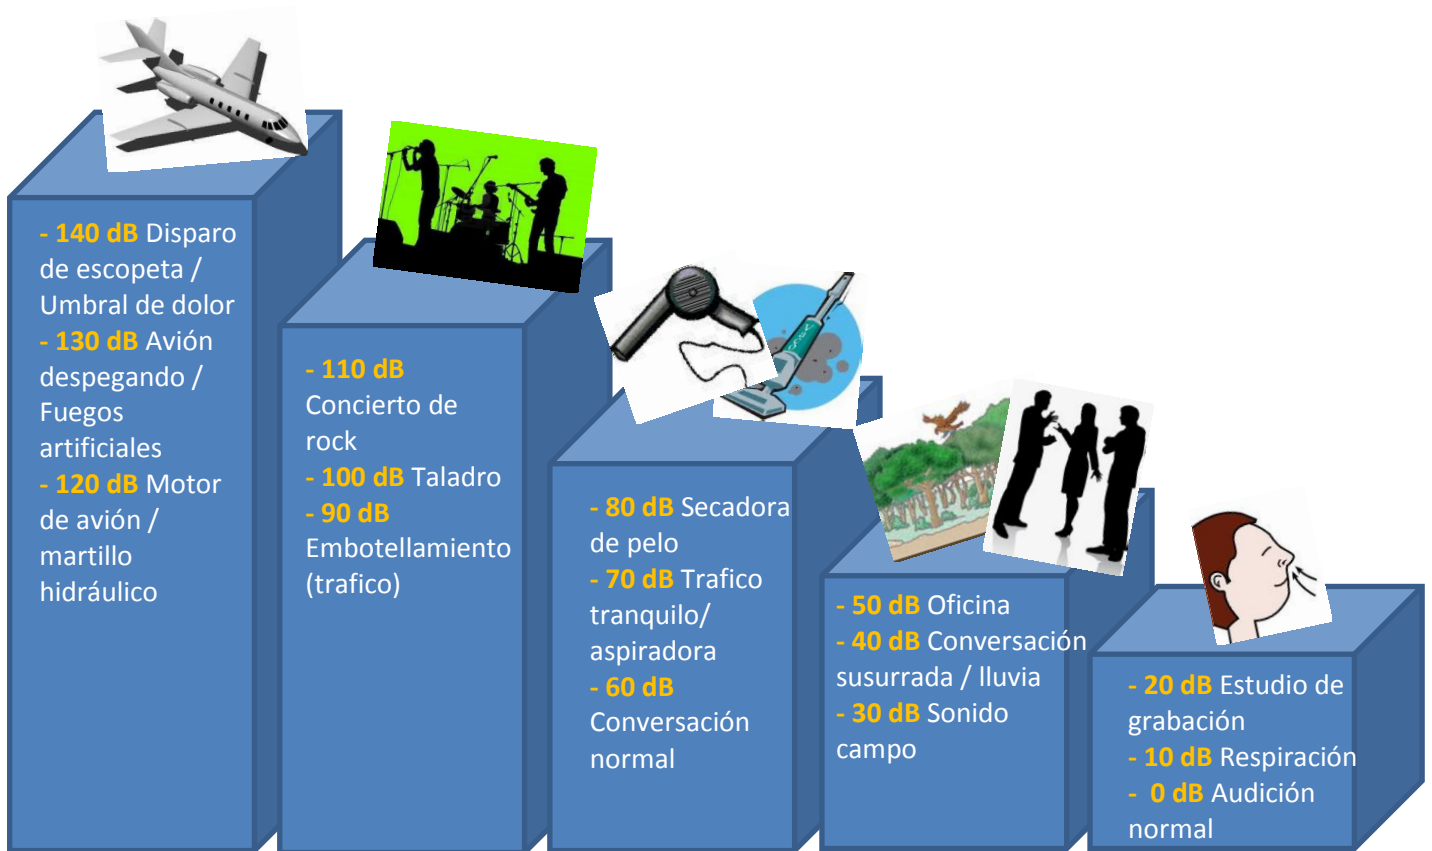 - 140 dB Disparo
de escopeta /
Umbral de dolor
- 130 dB Avión
despegando /
Fuegos
artificiales
- 120 dB Motor
de avión /
martillo
hidráulico
- 110 dB
Concierto de
rock
- 100 dB Taladro
- 90 dB
Embotellamiento
(trafico)
- 80 dB Secadora
de pelo
- 70 dB Trafico
tranquilo/
aspiradora
- 60 dB
Conversación
normal
- 50 dB Oficina
- 40 dB Conversación
susurrada / lluvia
- 30 dB Sonido
campo
- 20 dB Estudio de
grabación
- 10 dB Respiración
- 0 dB Audición
normal